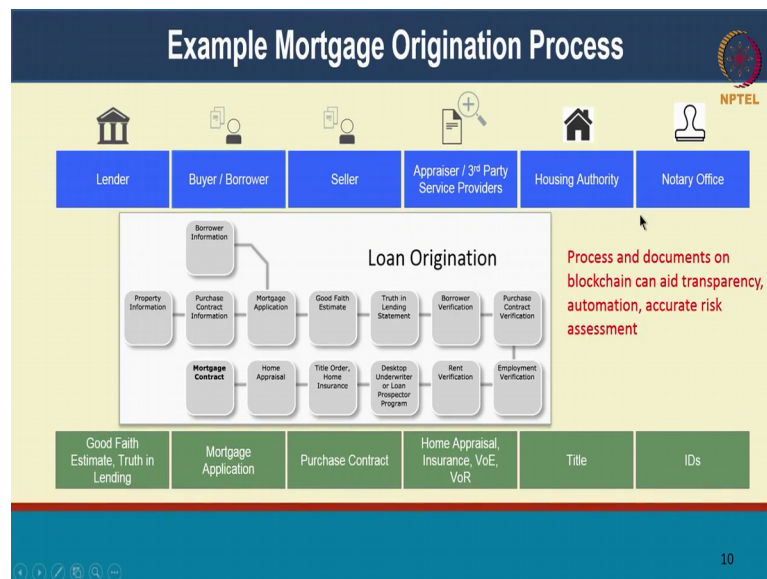 Example Mortgage Origination Process
NPTEL
Lender
Buyer / Borrower
Seller
Appraiser / 3rd Party
Service Providers
Housing Authority
Notary Office
Borrower
Information
Loan Origination
Property
Information
Purchase
Contract
Information
Mortgage
Application
Good Faith
Estimate
Truth in
Lending
Statement
Borrower
Verification
Purchase
Contract
Verification
Mortgage
Contract
Home
Appraisal
Title Order,
Home
Insurance
Desktop
Underwriter
or Loan
Prospector
Program
Rent
Verification
Employment
Verification
Process and documents on
blockchain can aid transparency,
automation, accurate risk
assessment
Good Faith
Estimate, Truth in
Lending
Mortgage
Application
Purchase Contract
Home Appraisal,
Insurance, VoE,
VoR
Title
IDs
10